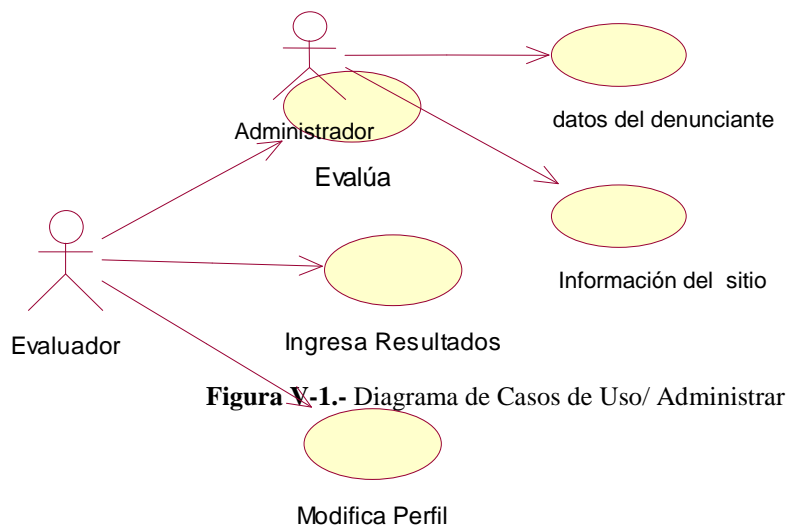 datos del denunciante
Administrador
Evalúa
Información del sitio
Evaluador
Ingresa Resultados
Figura V-1.- Diagrama de Casos de Uso/ Administrar
Modifica Perfil